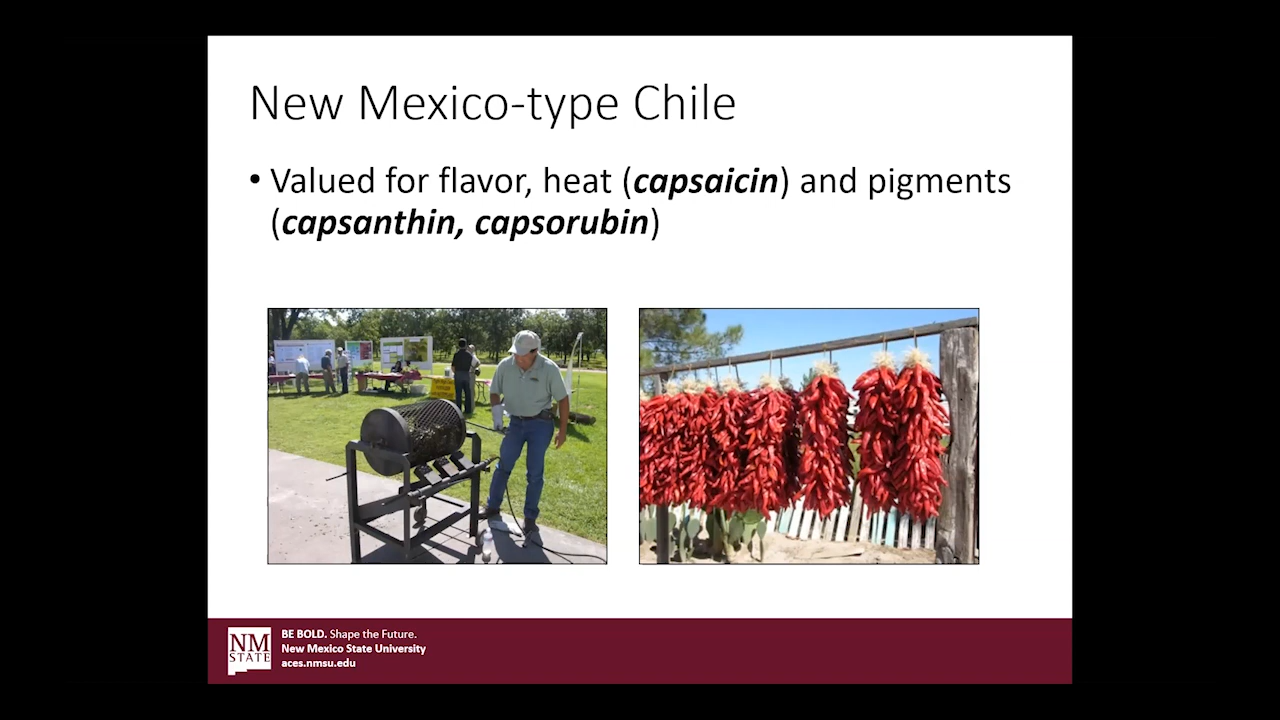 New Mexico-type Chile
• Valued for flavor, heat (capsaicin) and pigments
(capsanthin, capsorubin)
NM
STATE
BE BOLD. Shape the Future.
New Mexico State University
aces.nmsu.edu